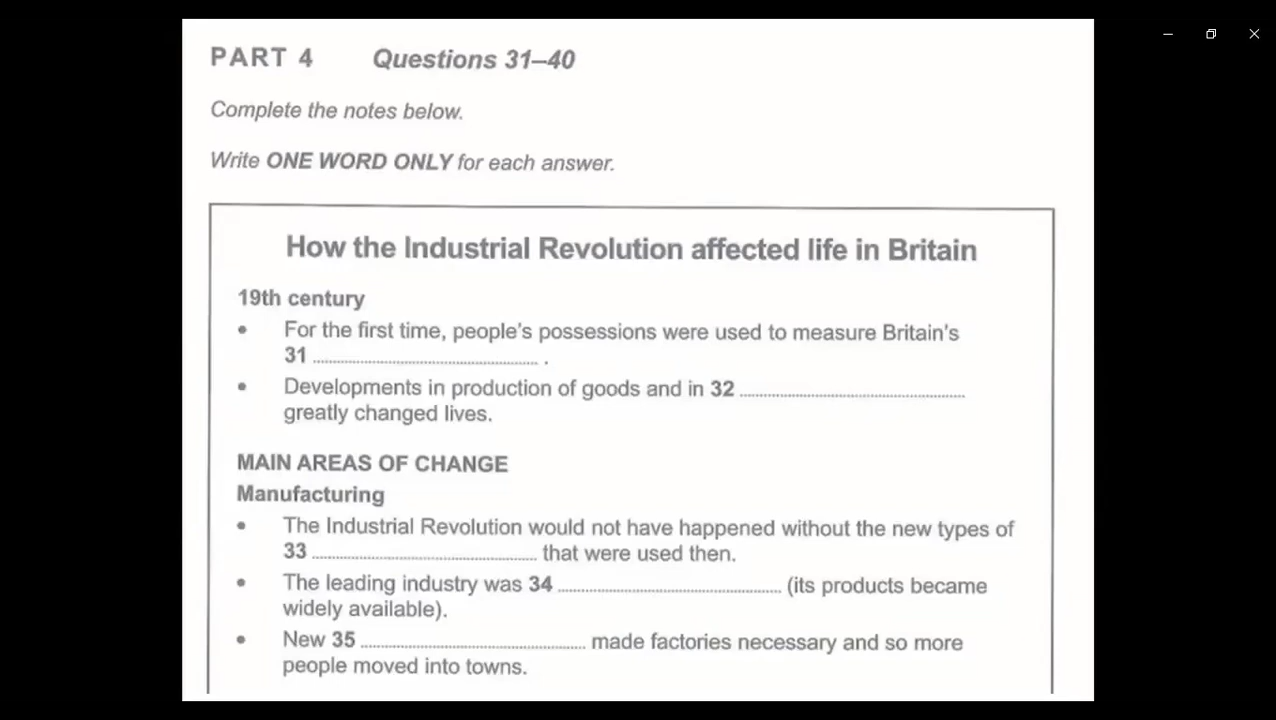 PART 4 Questions 31–40
Complete the notes below.
Write ONE WORD ONLY for each answer.
How the Industrial Revolution affected life in Britain
19th century
• For the first time, people's possessions were used to measure Britain's
31 .................................... .
• Developments in production of goods and in 32 ....................................
greatly changed lives.
MAIN AREAS OF CHANGE
Manufacturing
• The Industrial Revolution would not have happened without the new types of
33 .................................... that were used then.
• The leading industry was 34 .................................... (its products became
widely available).
• New 35 .................................... made factories necessary and so more
people moved into towns.